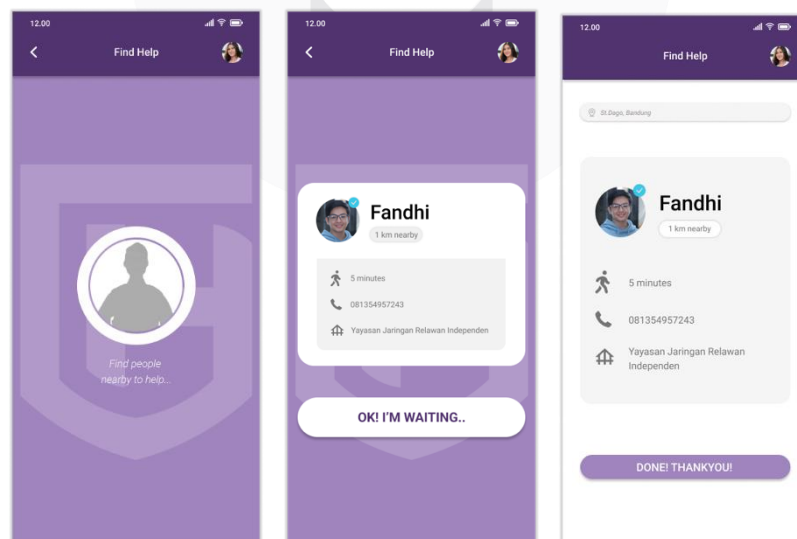 12.00
Find Help
Find people
nearby to help...
12.00
Find Help
Fandhi
1 km nearby
5 minutes
081354957243
Yayasan Jaringan Relawan Independen
OK! I'M WAITING..
12.00
Find Help
St.Dago, Bandung
Fandhi
1 km nearby
5 minutes
081354957243
Yayasan Jaringan Relawan
Independen
DONE! THANKYOU!